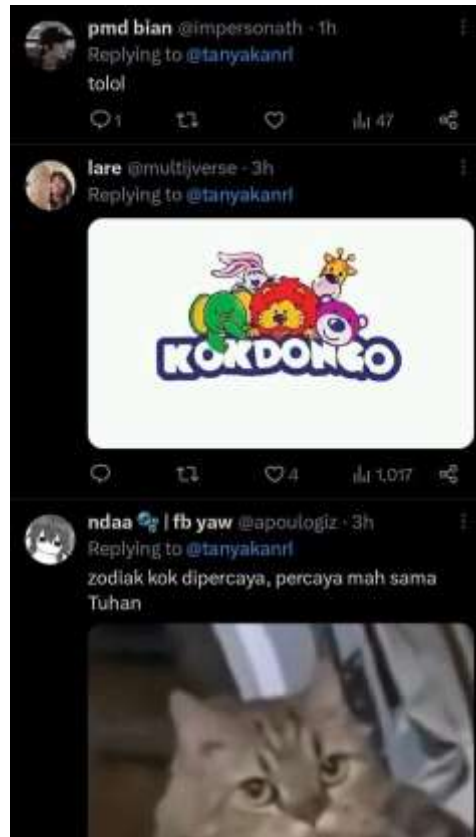 pmd bian @impersonath · 1h
Replying to @tanyakanrl
tolol
1
47
lare @multijverse · 3h
Replying to @tanyakanrl
KOKDONGO
4
1,017
ndaa 🫧 | fb yaw @apoulogiz · 3h
Replying to @tanyakanrl
zodiak kok dipercaya, percaya mah sama
Tuhan